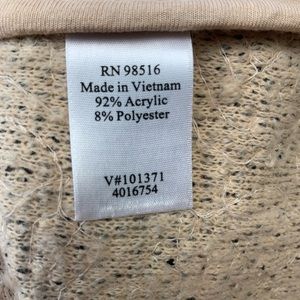 RN 98516
Made in Vietnam
92% Acrylic
8% Polyester
V#101371
4016754